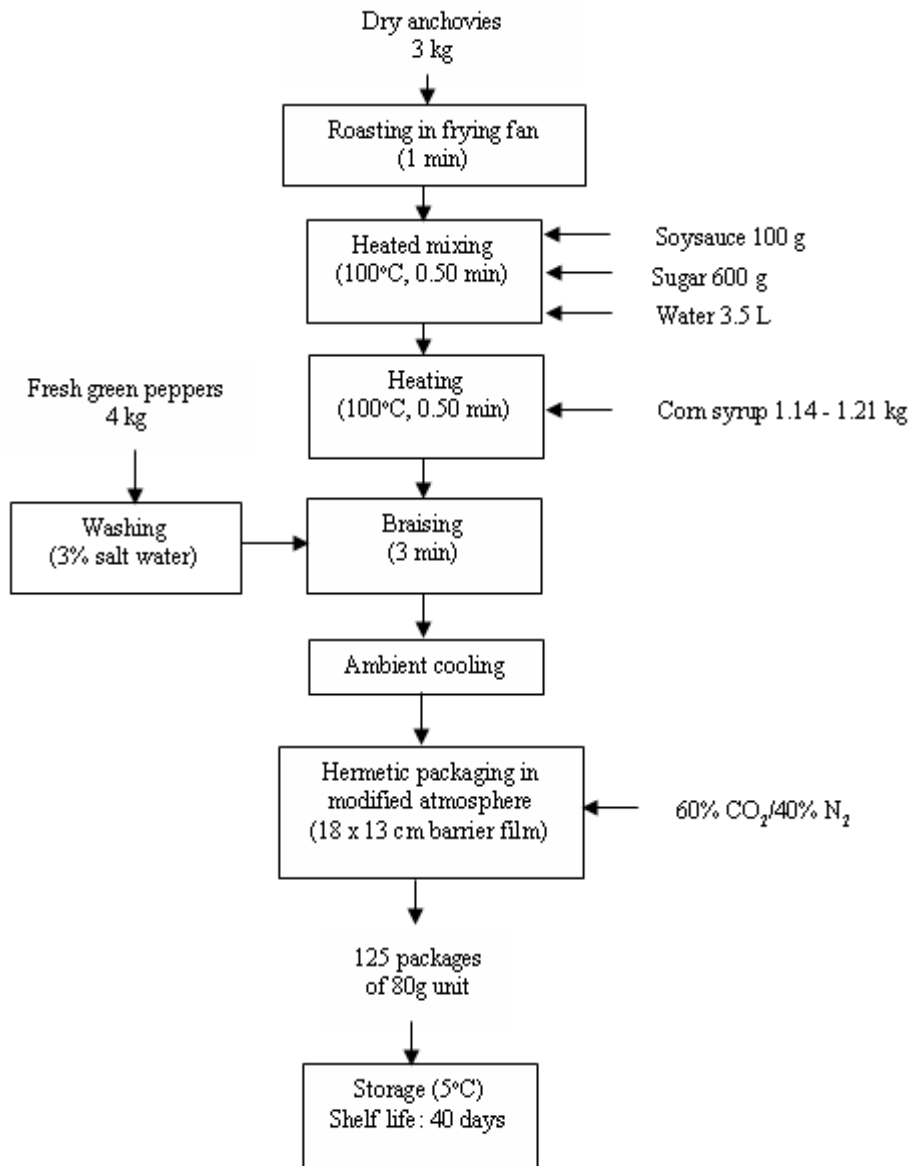 Dry anchovies
3 kg
Roasting in frying fan
(1 min)
Heated mixing
(100°C, 0.50 min)
Soysauce 100 g
Sugar 600 g
Water 3.5 L
Heating
(100°C, 0.50 min)
Corn syrup 1.14 - 1.21 kg
Fresh green peppers
4 kg
Washing
(3% salt water)
Braising
(3 min)
Ambient cooling
Hermetic packaging in
modified atmosphere
(18 x 13 cm barrier film)
60% CO₂/40% N₂
125 packages
of 80g unit
Storage (5°C)
Shelf life: 40 days